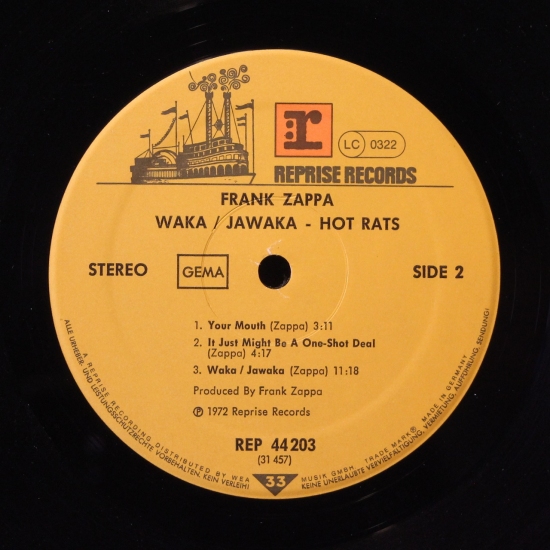 r
LC 0322
REPRISE RECORDS
FRANK ZAPPA
WAKA / JAWAKA - HOT RATS
STEREO
GEMA
SIDE 2
1. Your Mouth (Zappa) 3:11
2. It Just Might Be A One-Shot Deal
(Zappa) 4:17
3. Waka / Jawaka (Zappa) 11:18
Produced By Frank Zappa
℗ 1972 Reprise Records
REP 44 203
(31 457)
33
A REPRISE RECORDING DISTRIBUTED BY WEA MUSIK GMBH. TRADE MARK® MADE IN GERMANY
ALLE URHEBER- UND LEISTUNGSSCHUTZRECHTE VORBEHALTEN. KEIN VERLEIH! KEINE UNERLAUBTE VERVIELFÄLTIGUNG, VERMIETUNG, AUFFÜHRUNG, SENDUNG!